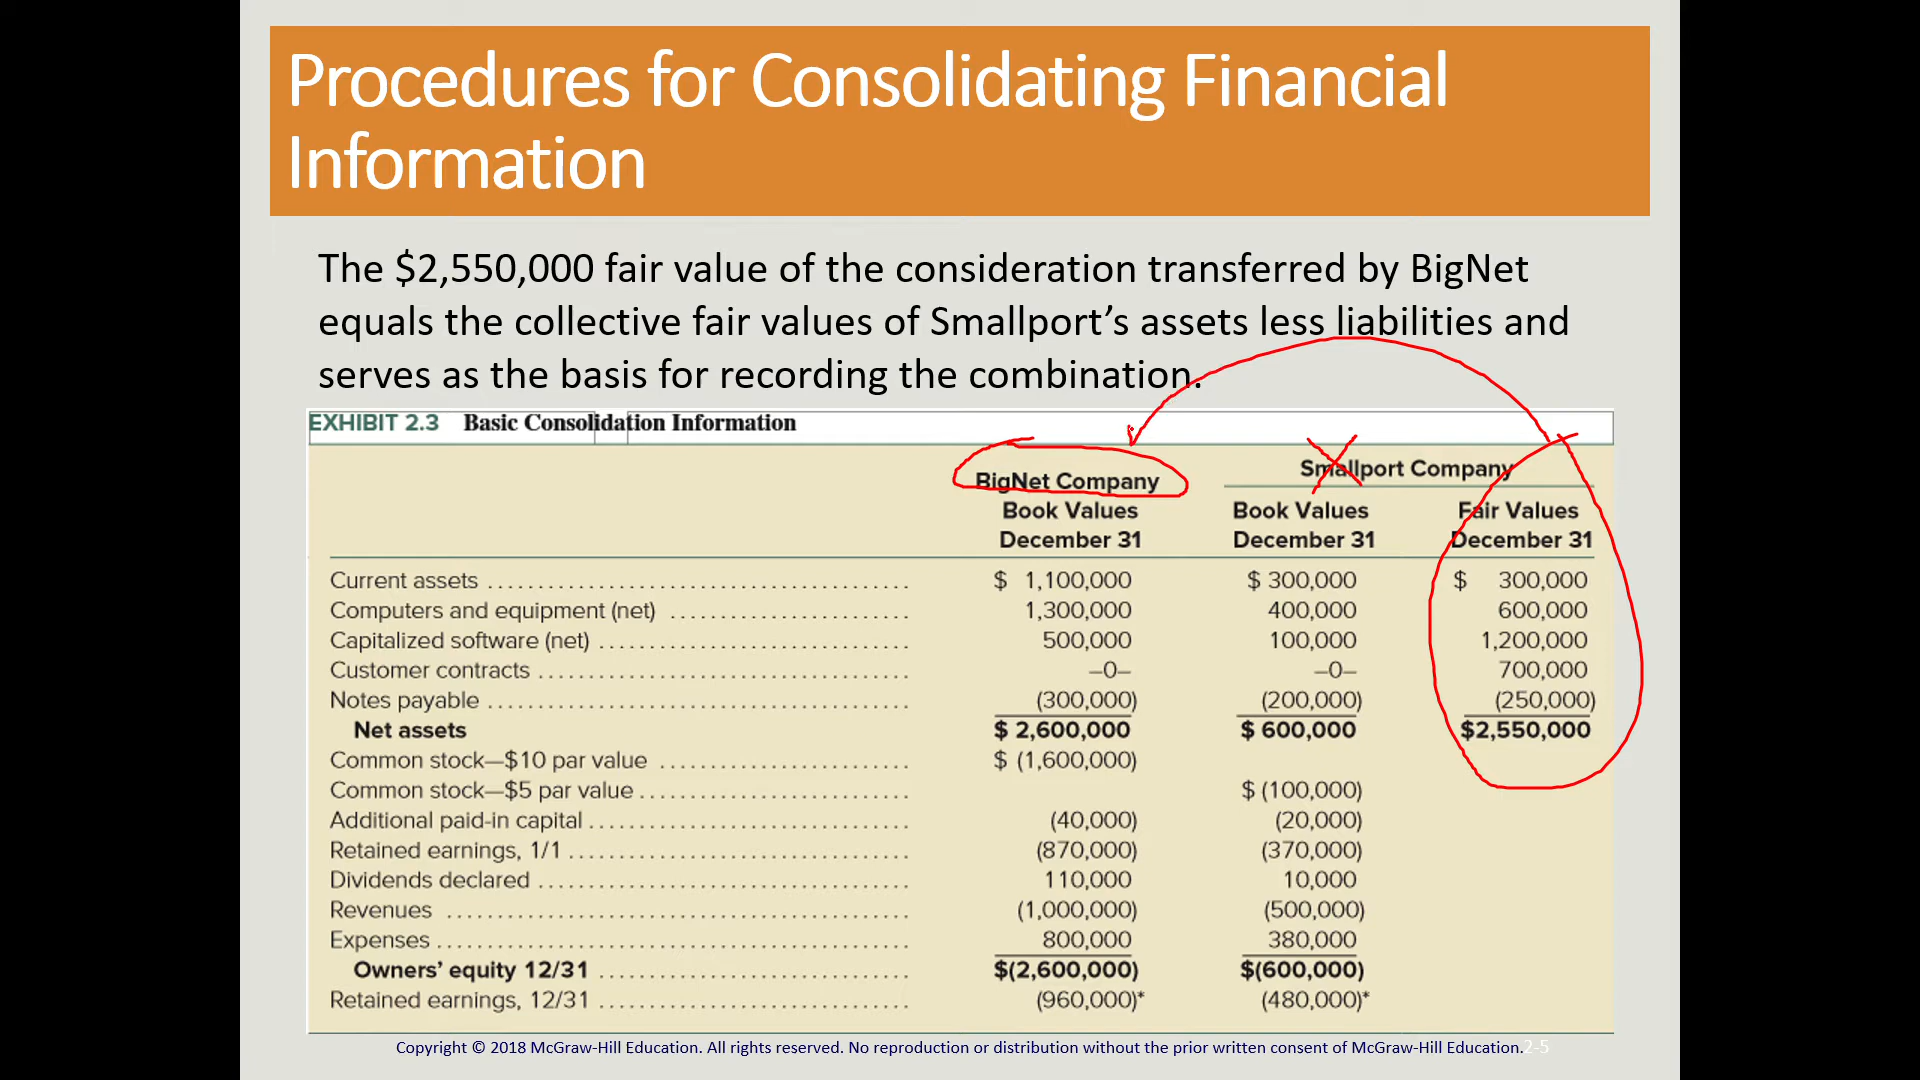 Procedures for Consolidating Financial
Information
The $2,550,000 fair value of the consideration transferred by BigNet
equals the collective fair values of Smallport’s assets less liabilities and
serves as the basis for recording the combination.
EXHIBIT 2.3 Basic Consolidation Information
Smallport Company
BigNet Company
Book Values Book Values Fair Values
December 31 December 31 December 31
Current assets $ 1,100,000 $ 300,000 $ 300,000
Computers and equipment (net) 1,300,000 400,000 600,000
Capitalized software (net) 500,000 100,000 1,200,000
Customer contracts –0– –0– 700,000
Notes payable (300,000) (200,000) (250,000)
Net assets $ 2,600,000 $ 600,000 $2,550,000
Common stock—$10 par value $ (1,600,000)
Common stock—$5 par value $ (100,000)
Additional paid-in capital (40,000) (20,000)
Retained earnings, 1/1 (870,000) (370,000)
Dividends declared 110,000 10,000
Revenues (1,000,000) (500,000)
Expenses 800,000 380,000
Owners’ equity 12/31 $(2,600,000) $(600,000)
Retained earnings, 12/31 (960,000)* (480,000)*
Copyright © 2018 McGraw-Hill Education. All rights reserved. No reproduction or distribution without the prior written consent of McGraw-Hill Education. 2-5